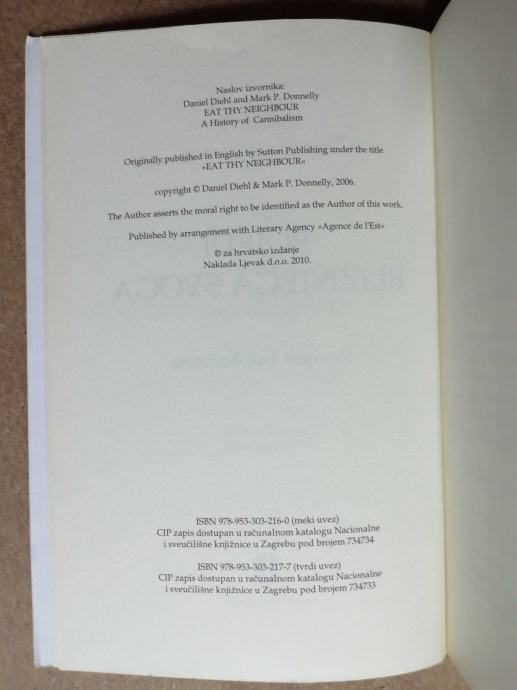 Naslov izvornika:
Daniel Diehl and Mark P. Donnelly
EAT THY NEIGHBOUR
A History of Cannibalism
Originally published in English by Sutton Publishing under the title
»EAT THY NEIGHBOUR«
copyright © Daniel Diehl & Mark P. Donnelly, 2006.
The Author asserts the moral right to be identified as the Author of this work.
Published by arrangement with Literary Agency »Agence de l'Est«
© za hrvatsko izdanje
Naklada Ljevak d.o.o. 2010.
ISBN 978-953-303-216-0 (meki uvez)
CIP zapis dostupan u računalnom katalogu Nacionalne
i sveučilišne knjižnice u Zagrebu pod brojem 734734
ISBN 978-953-303-217-7 (tvrdi uvez)
CIP zapis dostupan u računalnom katalogu Nacionalne
i sveučilišne knjižnice u Zagrebu pod brojem 734733